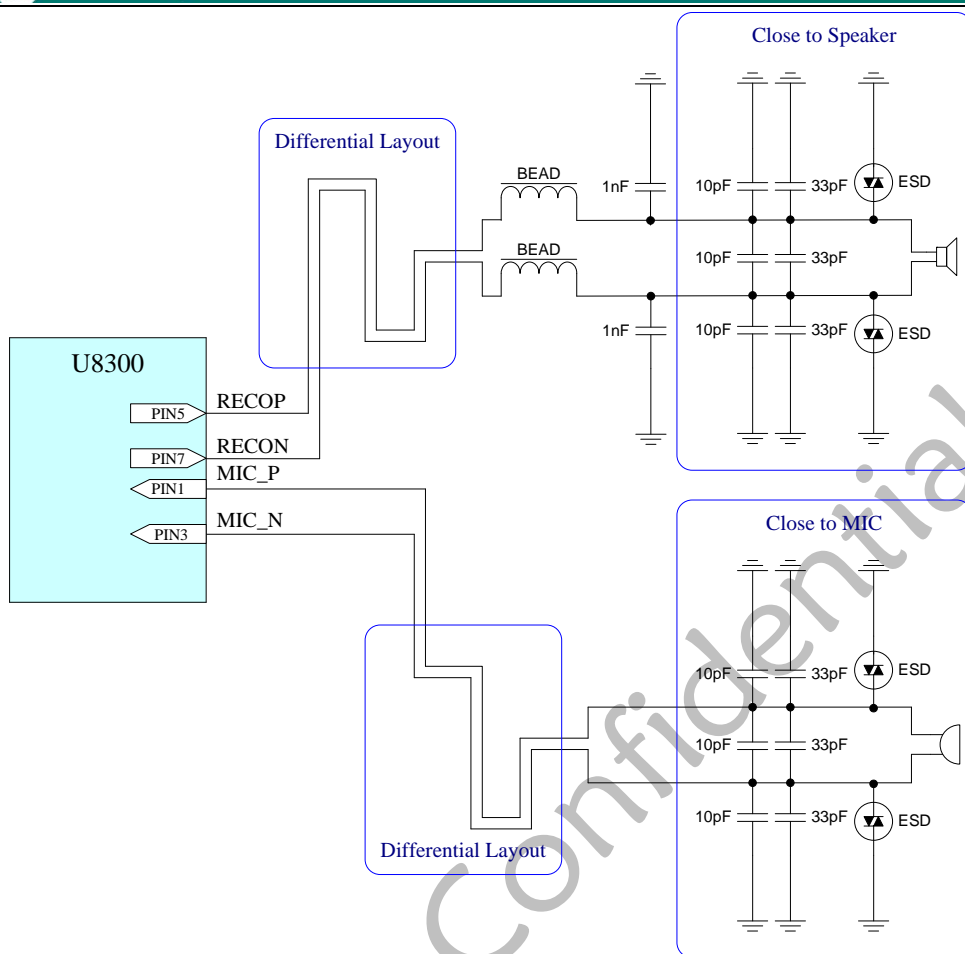 Close to Speaker
Differential Layout
BEAD
1nF
10pF
33pF
ESD
BEAD
10pF
33pF
1nF
10pF
33pF
ESD
U8300
PIN5
RECOP
PIN7
RECON
PIN1
MIC_P
PIN3
MIC_N
Close to MIC
10pF
33pF
ESD
10pF
33pF
10pF
33pF
ESD
Differential Layout
Confidential